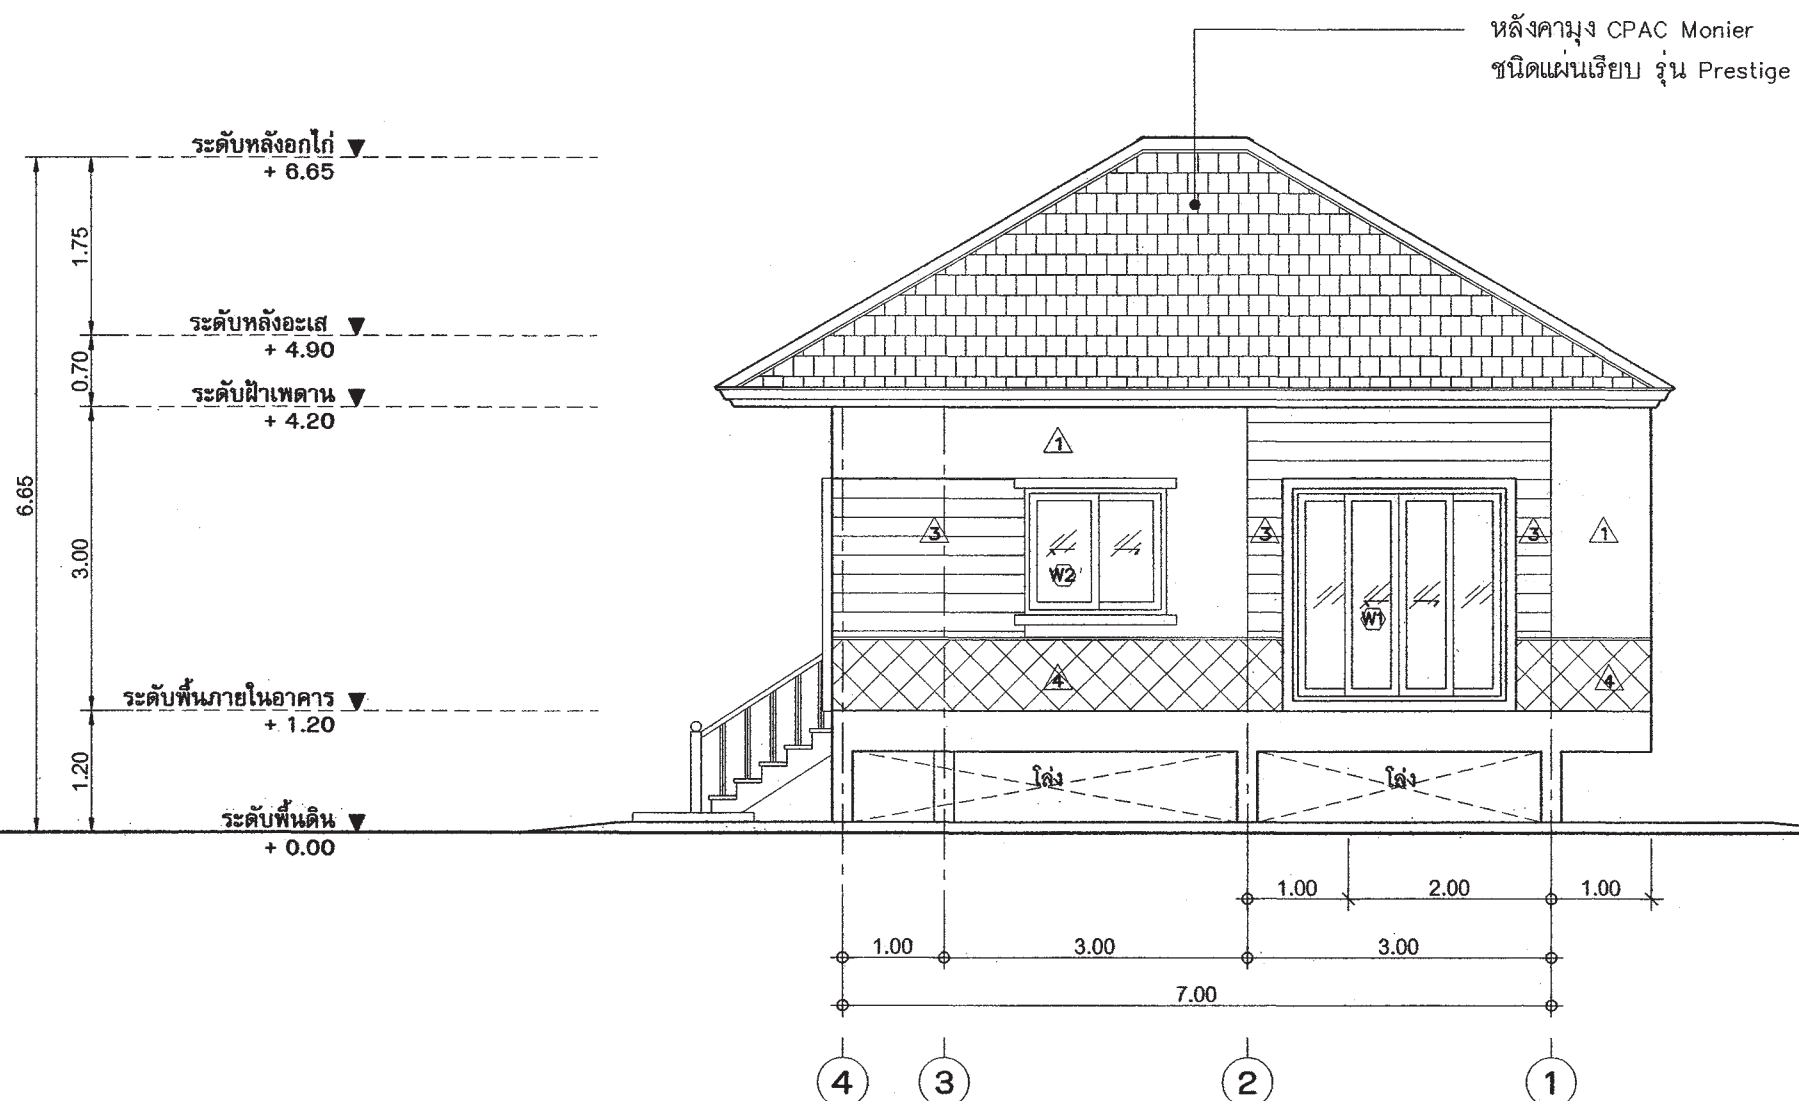 หลังคามุง CPAC Monier
ชนิดแผ่นเรียบ รุ่น Prestige
ระดับหลังอกไก่
+ 6.65
1.75
ระดับหลังอะเส
+ 4.90
0.70
ระดับฝ้าเพดาน
+ 4.20
1
6.65
3.00
3
3
3
1
W2
W1
4
4
ระดับพื้นภายในอาคาร
+ 1.20
1.20
โล่ง
โล่ง
ระดับพื้นดิน
+ 0.00
1.00 2.00 1.00
1.00 3.00 3.00
7.00
4 3 2 1